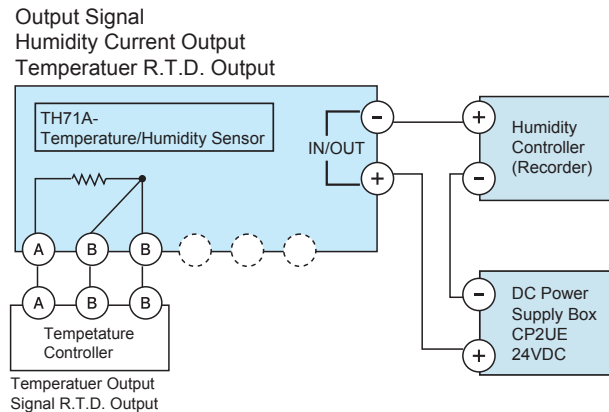 Output Signal
Humidity Current Output
Temperatuer R.T.D. Output
TH71A-
Temperature/Humidity Sensor
IN/OUT
−
+
+
−
Humidity
Controller
(Recorder)
A
B
B
A
B
B
Tempetature
Controller
−
+
DC Power
Supply Box
CP2UE
24VDC
Temperatuer Output
Signal R.T.D. Output